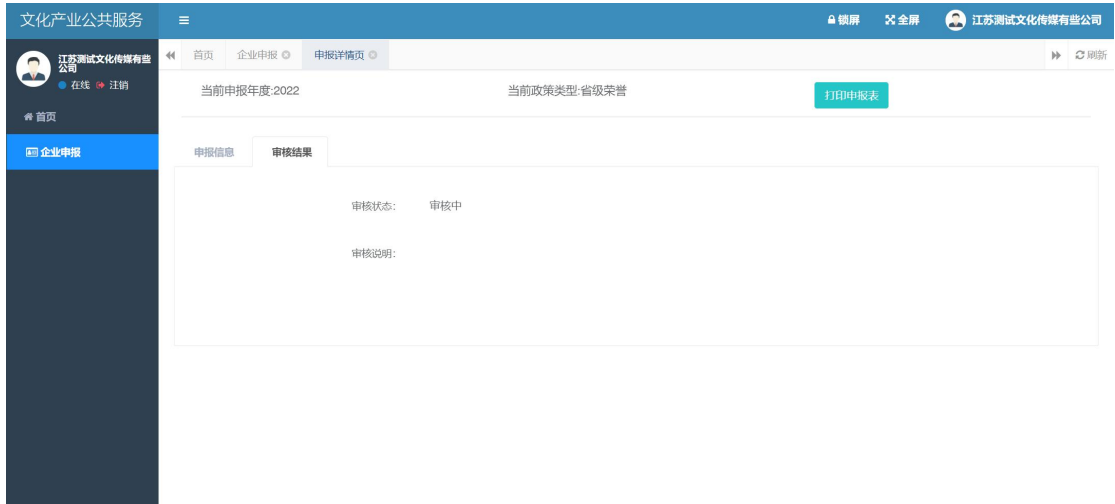 文化产业公共服务
锁屏
全屏
江苏测试文化传媒有些公司
江苏测试文化传媒有些
公司
在线
注销
首页
企业申报
首页
企业申报
申报详情页
刷新
当前申报年度:2022
当前政策类型:省级荣誉
打印申报表
申报信息
审核结果
审核状态:
审核中
审核说明: